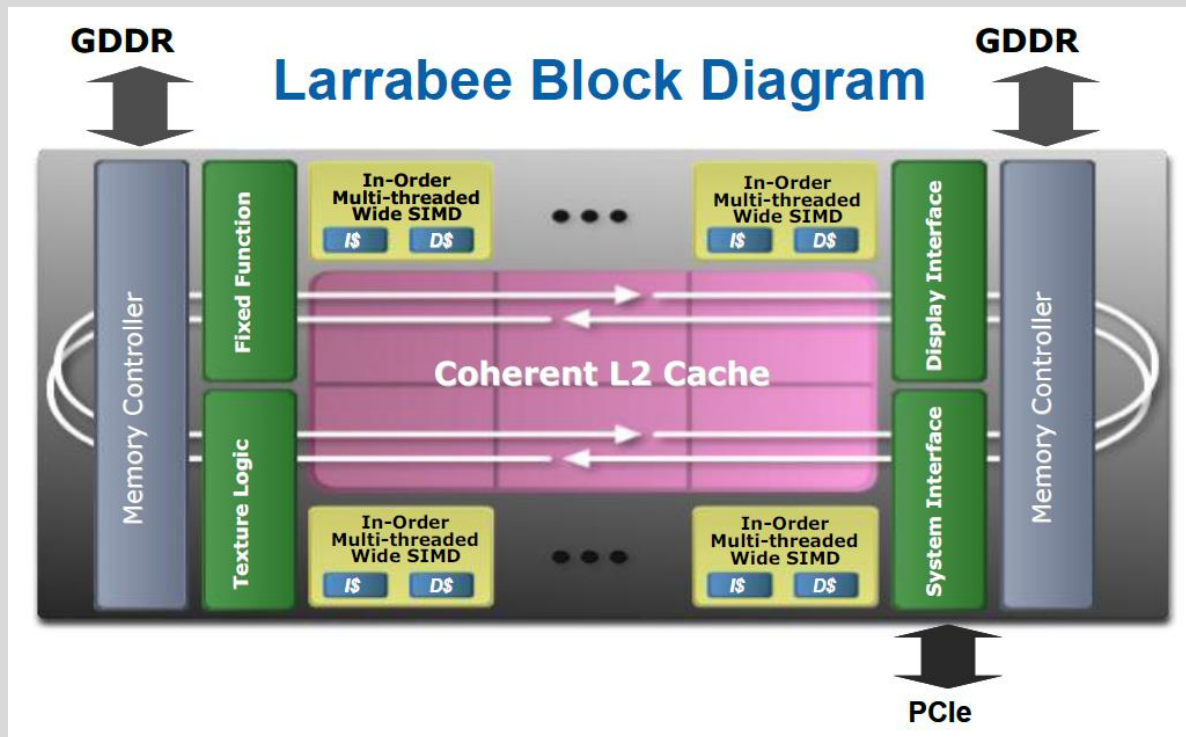 GDDR
GDDR
Larrabee Block Diagram
Memory Controller
Fixed Function
Texture Logic
In-Order
Multi-threaded
Wide SIMD
I$ D$
In-Order
Multi-threaded
Wide SIMD
I$ D$
Coherent L2 Cache
In-Order
Multi-threaded
Wide SIMD
I$ D$
In-Order
Multi-threaded
Wide SIMD
I$ D$
Display Interface
System Interface
Memory Controller
PCIe